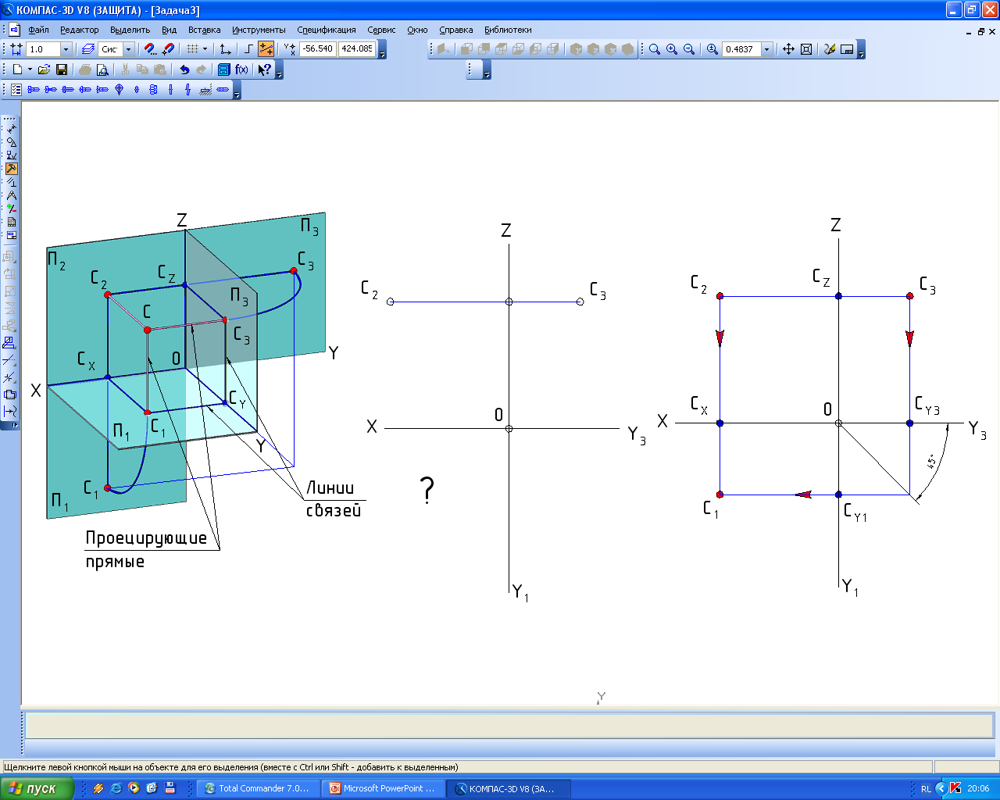 КОМПАС-3D V8 (ЗАЩИТА) - [Задача3]
Файл Редактор Выделить Вид Вставка Инструменты Спецификация Сервис Окно Справка Библиотеки
1.0 Сис -56.540 424.085 0.4837
f(x)
Z
П3
П2
C2
CZ
C3
П3
C
C3
CX
O
Y
X
CY
П1
C1
Y
C1
П1
Линии
связей
Проецирующие
прямые
Z
C2
C3
O
X
Y3
?
Y1
Z
CZ
C2
C3
CX
O
CY3
X
Y3
45°
C1
CY1
Y1
Y
Щелкните левой кнопкой мыши на объекте для его выделения (вместе с Ctrl или Shift - добавить к выделенным)
пуск
Total Commander 7.0...
Microsoft PowerPoint ...
КОМПАС-3D V8 (ЗА...
RL
20:06